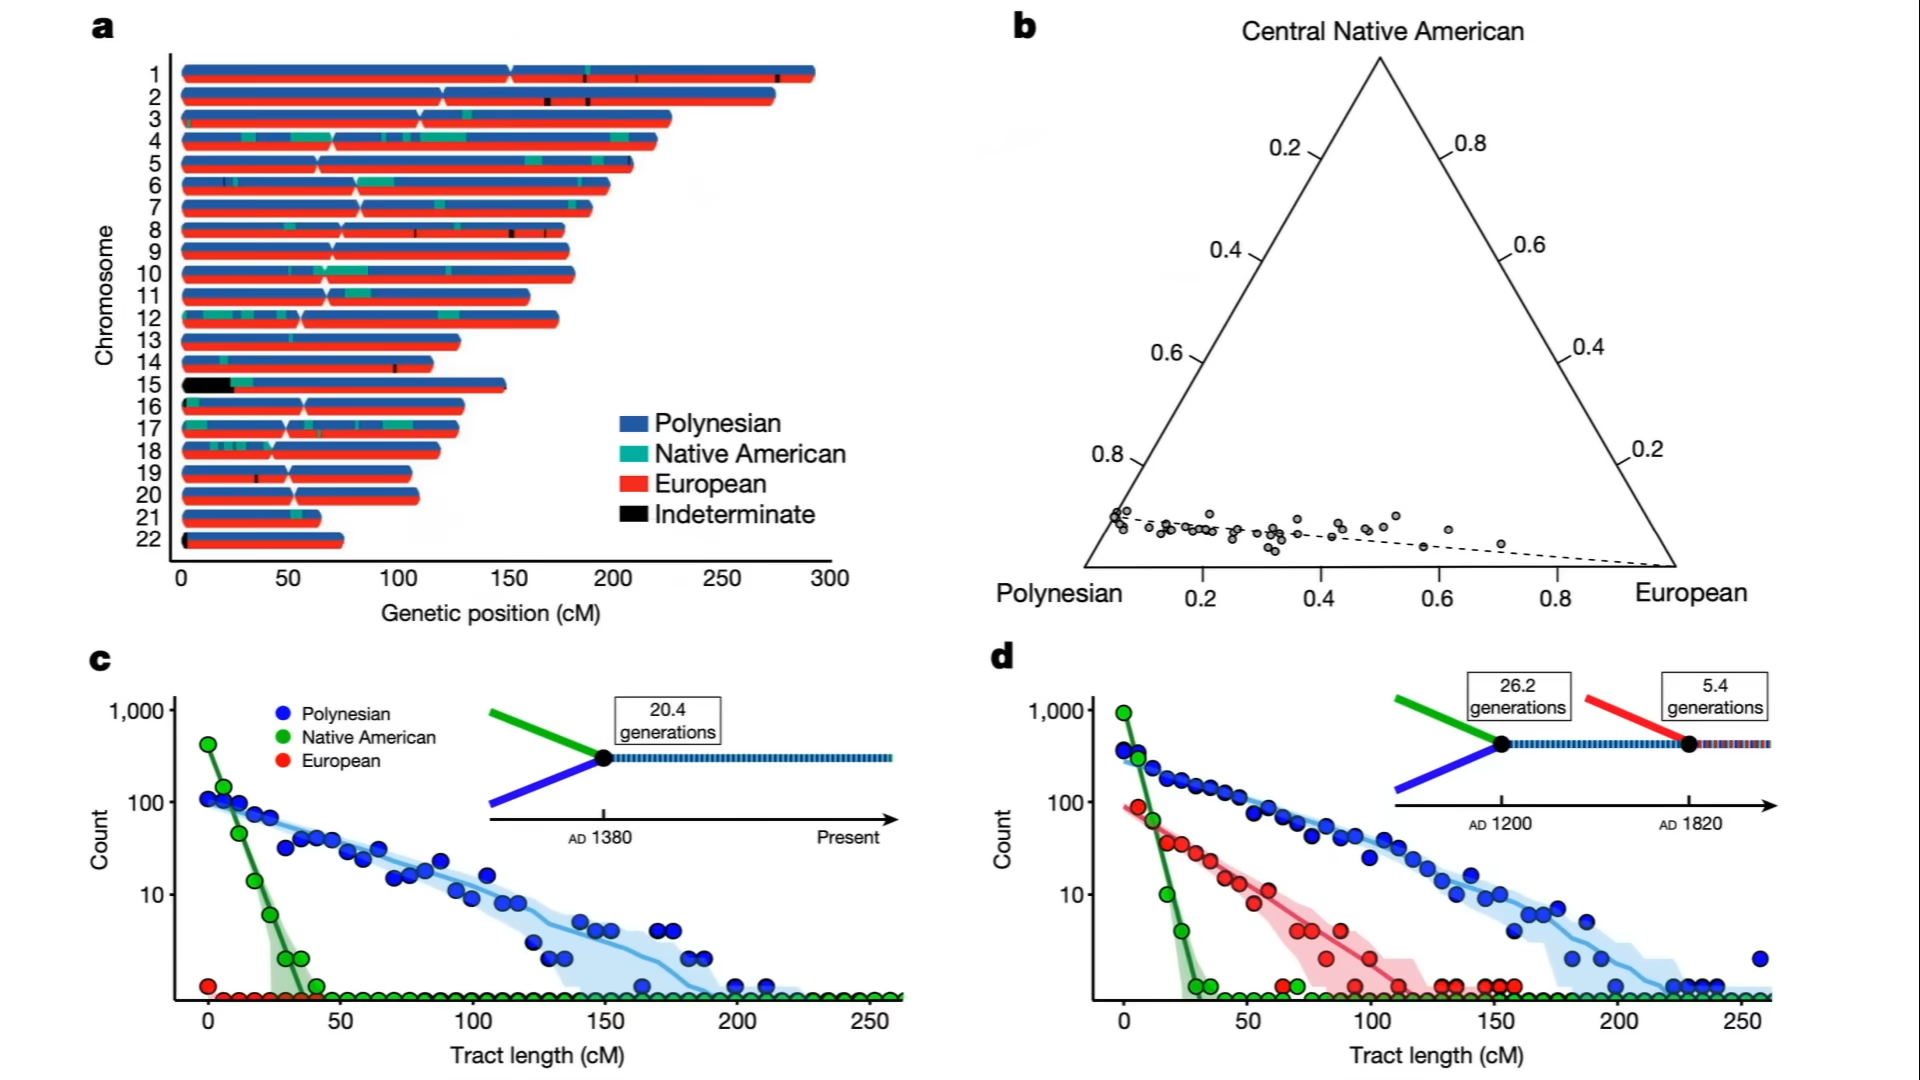 a
Chromosome
1
2
3
4
5
6
7
8
9
10
11
12
13
14
15
16
17
18
19
20
21
22
Polynesian
Native American
European
Indeterminate
0 50 100 150 200 250 300
Genetic position (cM)
b
Central Native American
0.2 0.8
0.4 0.6
0.6 0.4
0.8 0.2
Polynesian 0.2 0.4 0.6 0.8 European
c
Count
1,000
100
10
Polynesian
Native American
European
20.4
generations
AD 1380 Present
0 50 100 150 200 250
Tract length (cM)
d
Count
1,000
100
10
26.2
generations
5.4
generations
AD 1200 AD 1820
0 50 100 150 200 250
Tract length (cM)